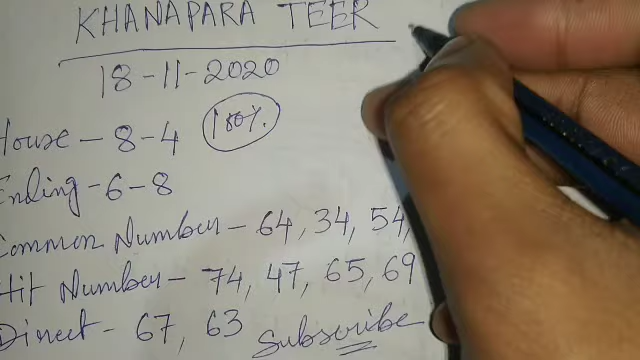 KHANAPARA TEER
18-11-2020
House - 8-4 100%.
Ending - 6-8
Common Number - 64, 34, 54,
Hit Number - 74, 47, 65, 69
Direct - 67, 63 Subscribe